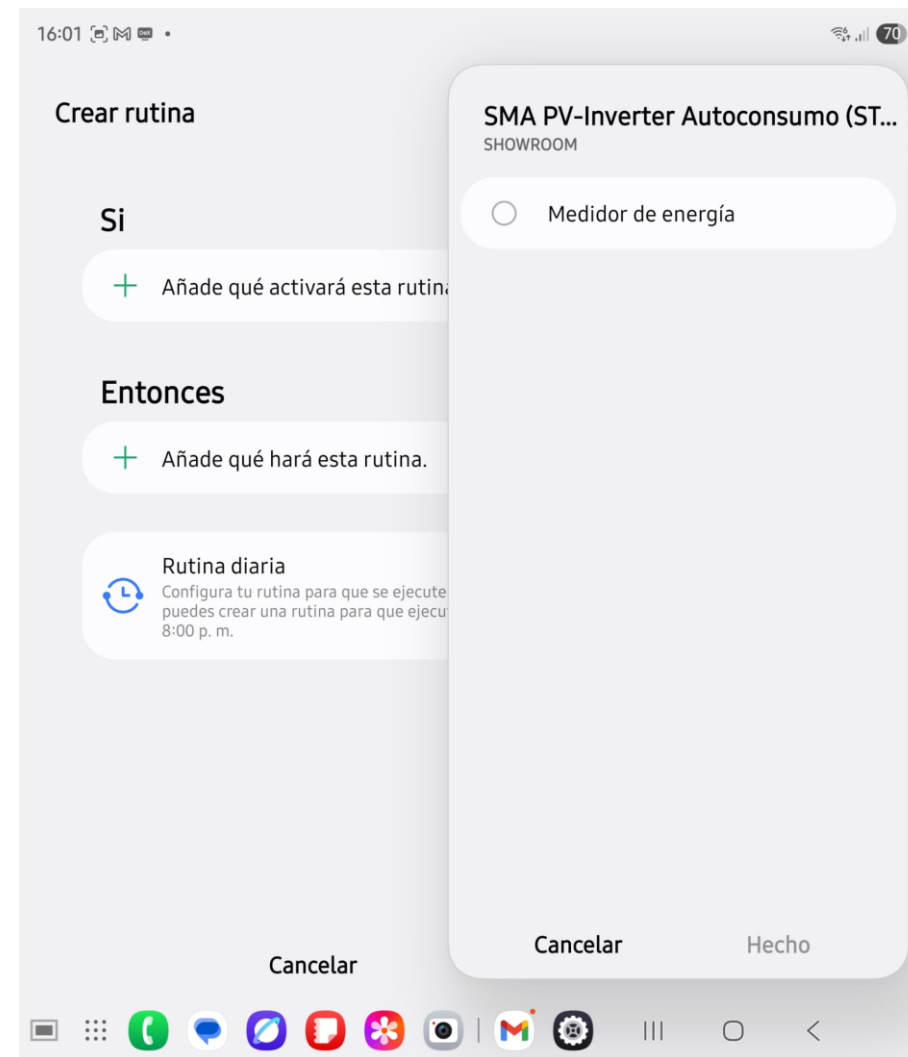 16:01
70
Crear rutina
Si
Añade qué activará esta
Entonces
Añade qué hará esta rutina.
Rutina diaria
Configura tu rutina para que se ejecute
puedes crear una rutina para que
8:00 p. m.
Cancelar
SMA PV-Inverter Autoconsumo (ST...
SHOWROOM
Medidor de energía
Cancelar
Hecho